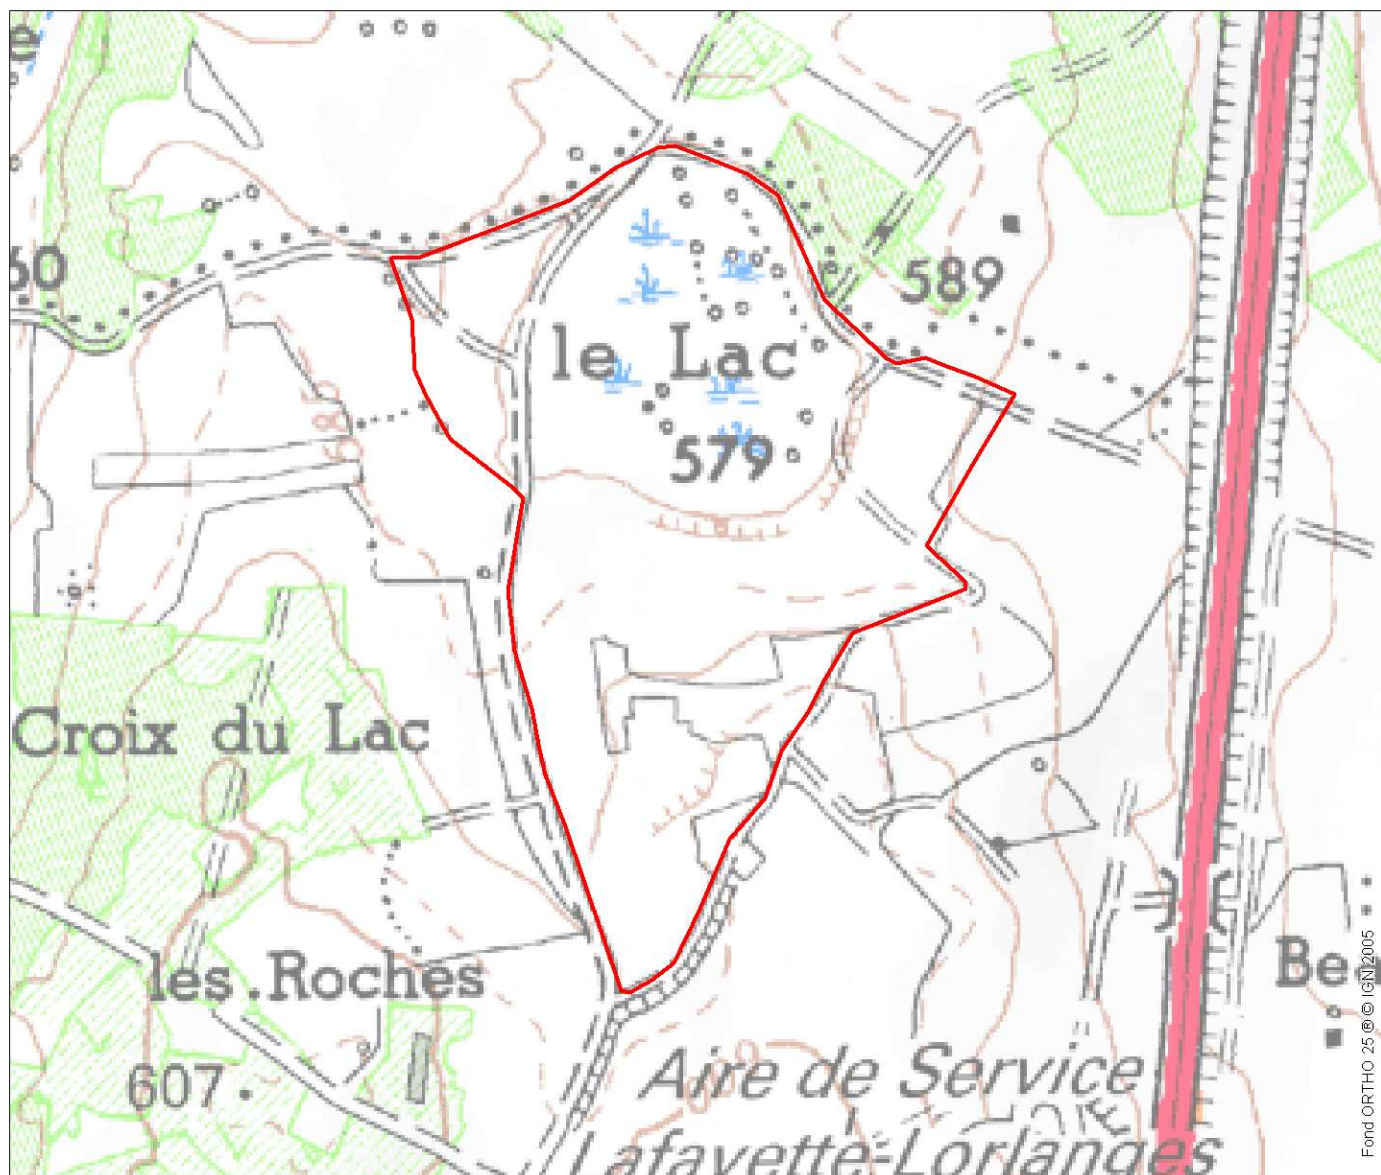 589
60
le Lac
579
Croix du Lac
les Roches
607
Aire de Service
Lafayette-Lorlanges
Fond ORTHO 25 ® © IGN 2005